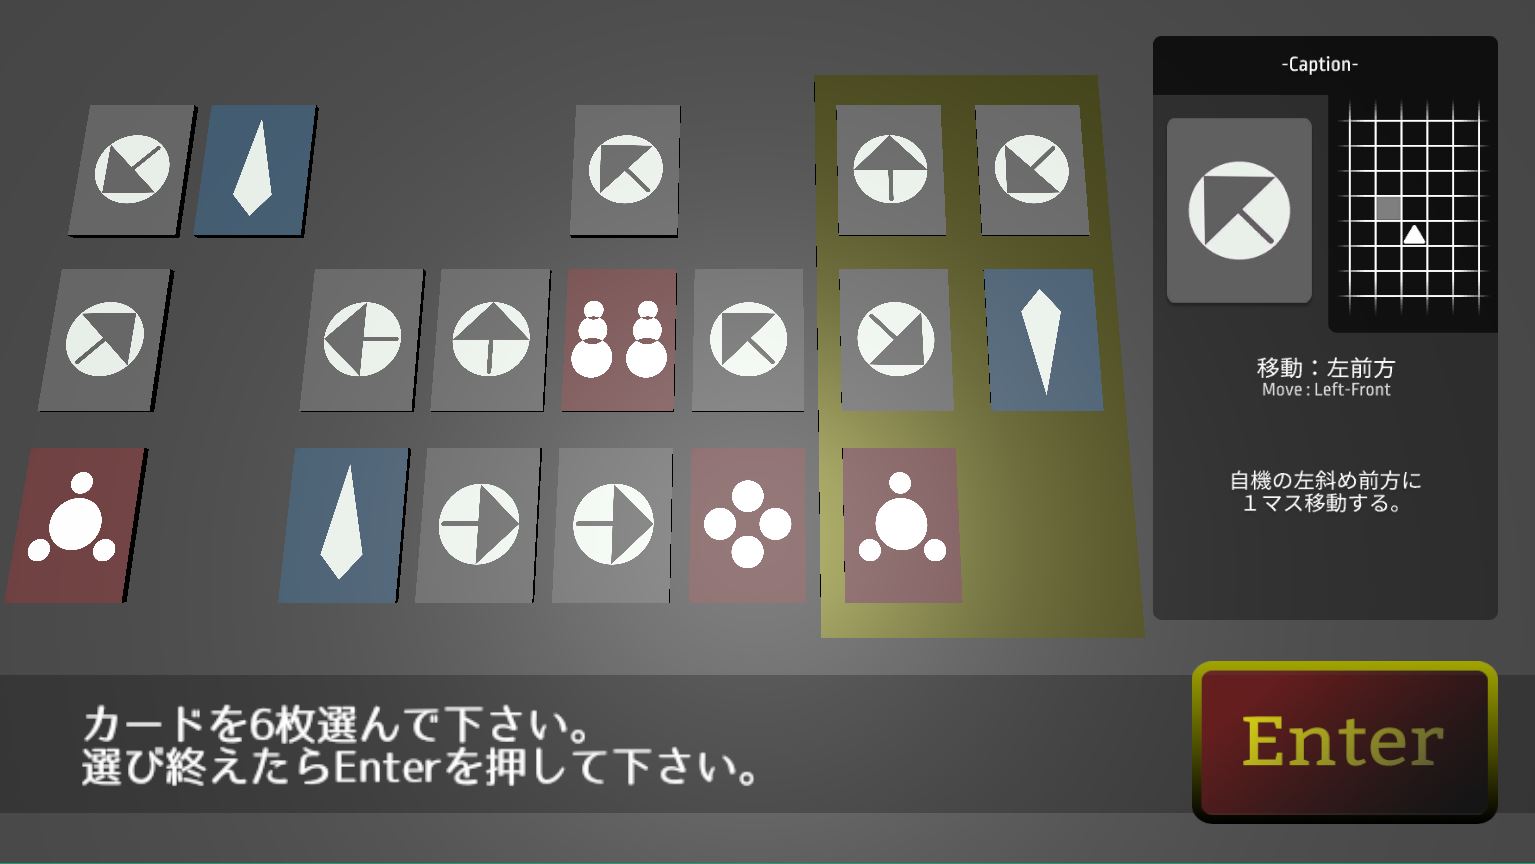 -Caption-
移動：左前方
Move : Left-Front
自機の左斜め前方に
１マス移動する。
カードを6枚選んで下さい。
選び終えたらEnterを押して下さい。
Enter